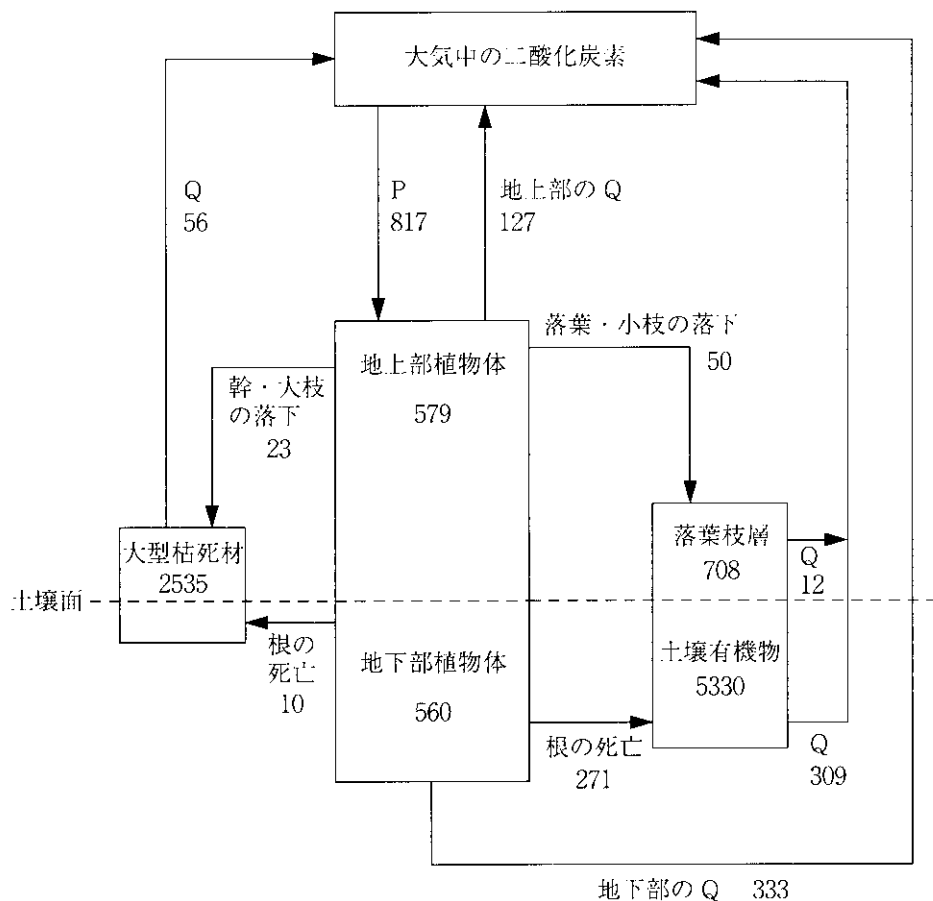 大気中の二酸化炭素
Q
56
P
817
地上部の Q
127
落葉・小枝の落下
50
地上部植物体
579
幹・大枝
の落下
23
大型枯死材
2535
落葉枝層
708
Q
12
土壌面
根の
死亡
10
地下部植物体
560
土壌有機物
5330
根の死亡
271
Q
309
地下部の Q 333